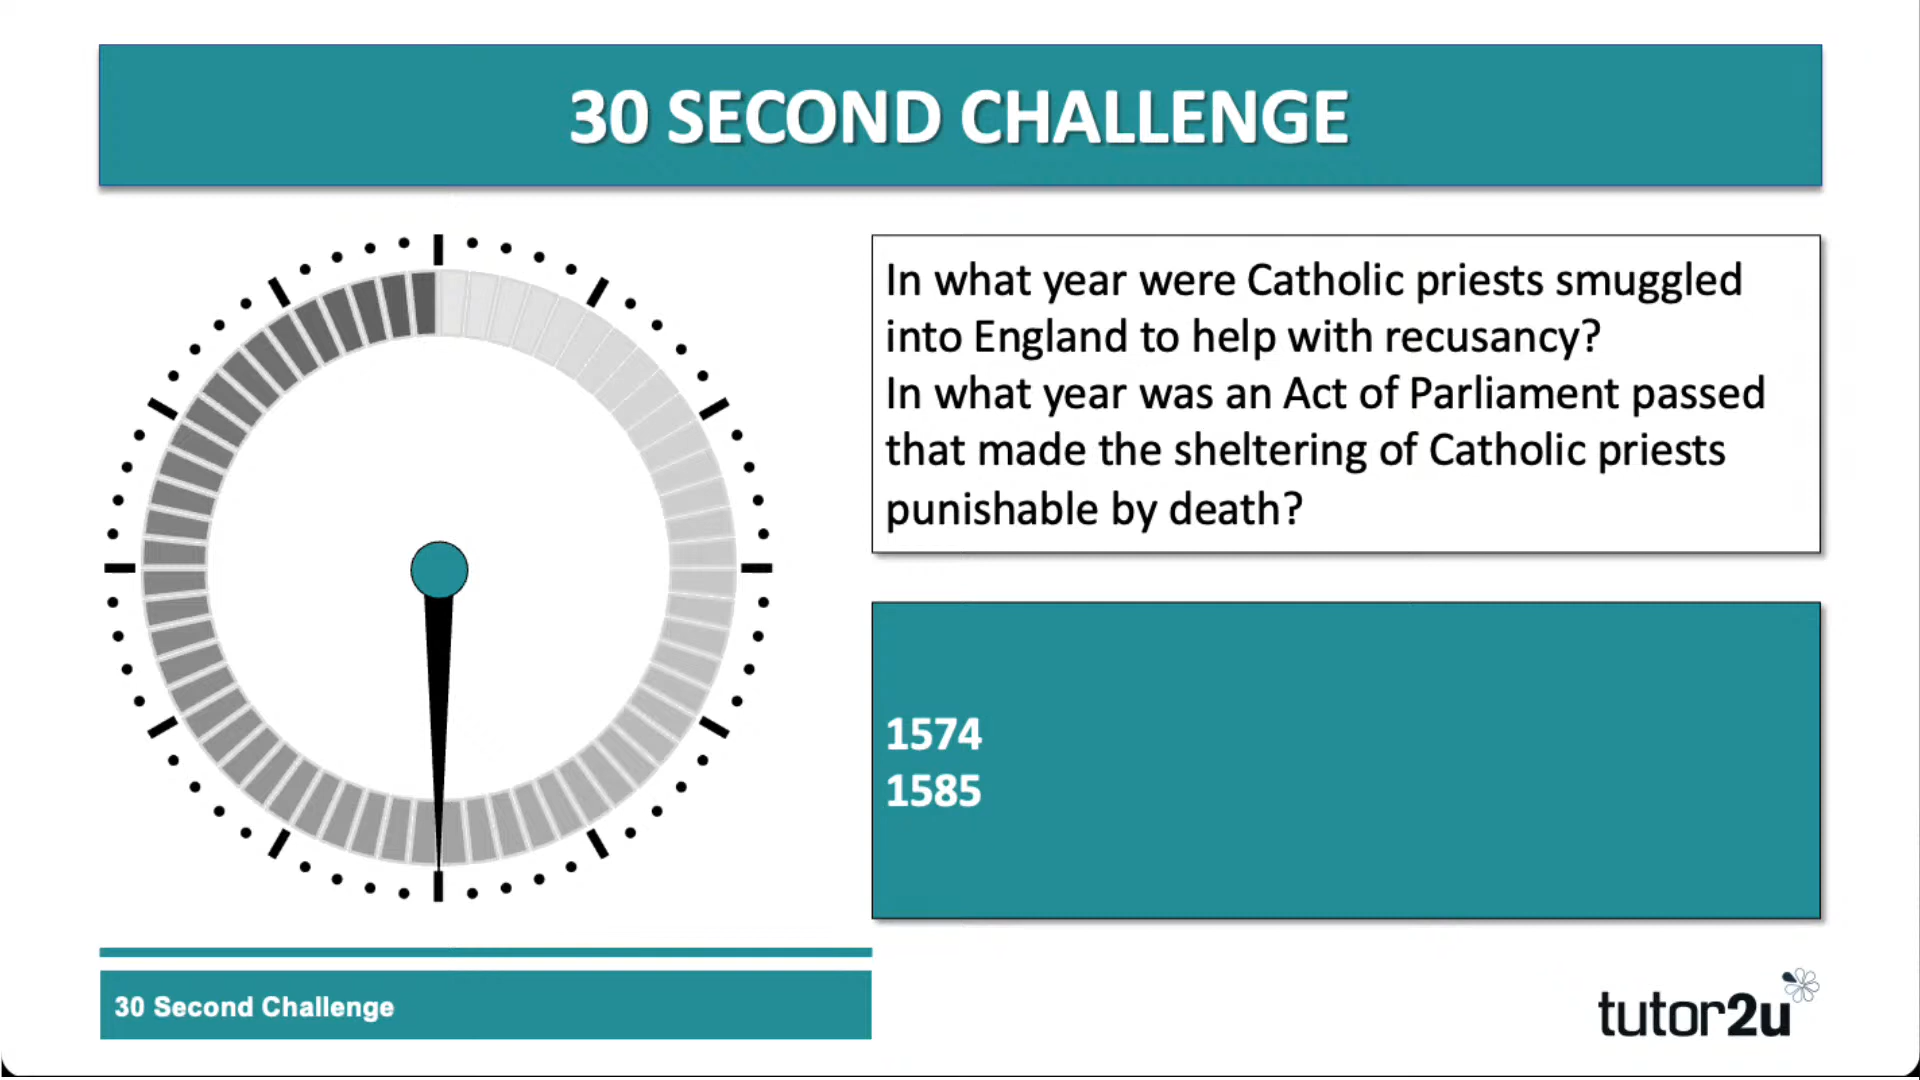 30 SECOND CHALLENGE
In what year were Catholic priests smuggled
into England to help with recusancy?
In what year was an Act of Parliament passed
that made the sheltering of Catholic priests
punishable by death?
1574
1585
30 Second Challenge
tutor2u